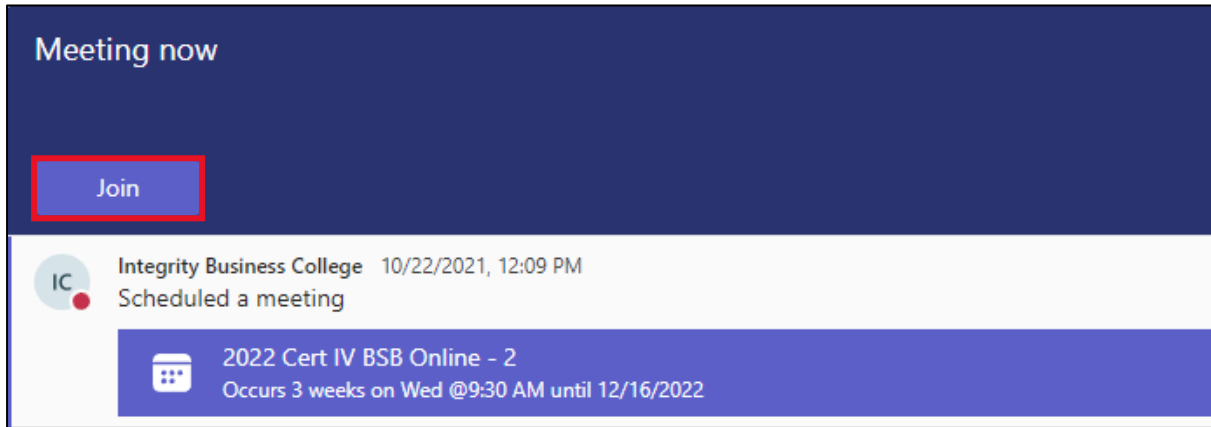 Meeting now
Join
IC
Integrity Business College 10/22/2021, 12:09 PM
Scheduled a meeting
2022 Cert IV BSB Online - 2
Occurs 3 weeks on Wed @9:30 AM until 12/16/2022